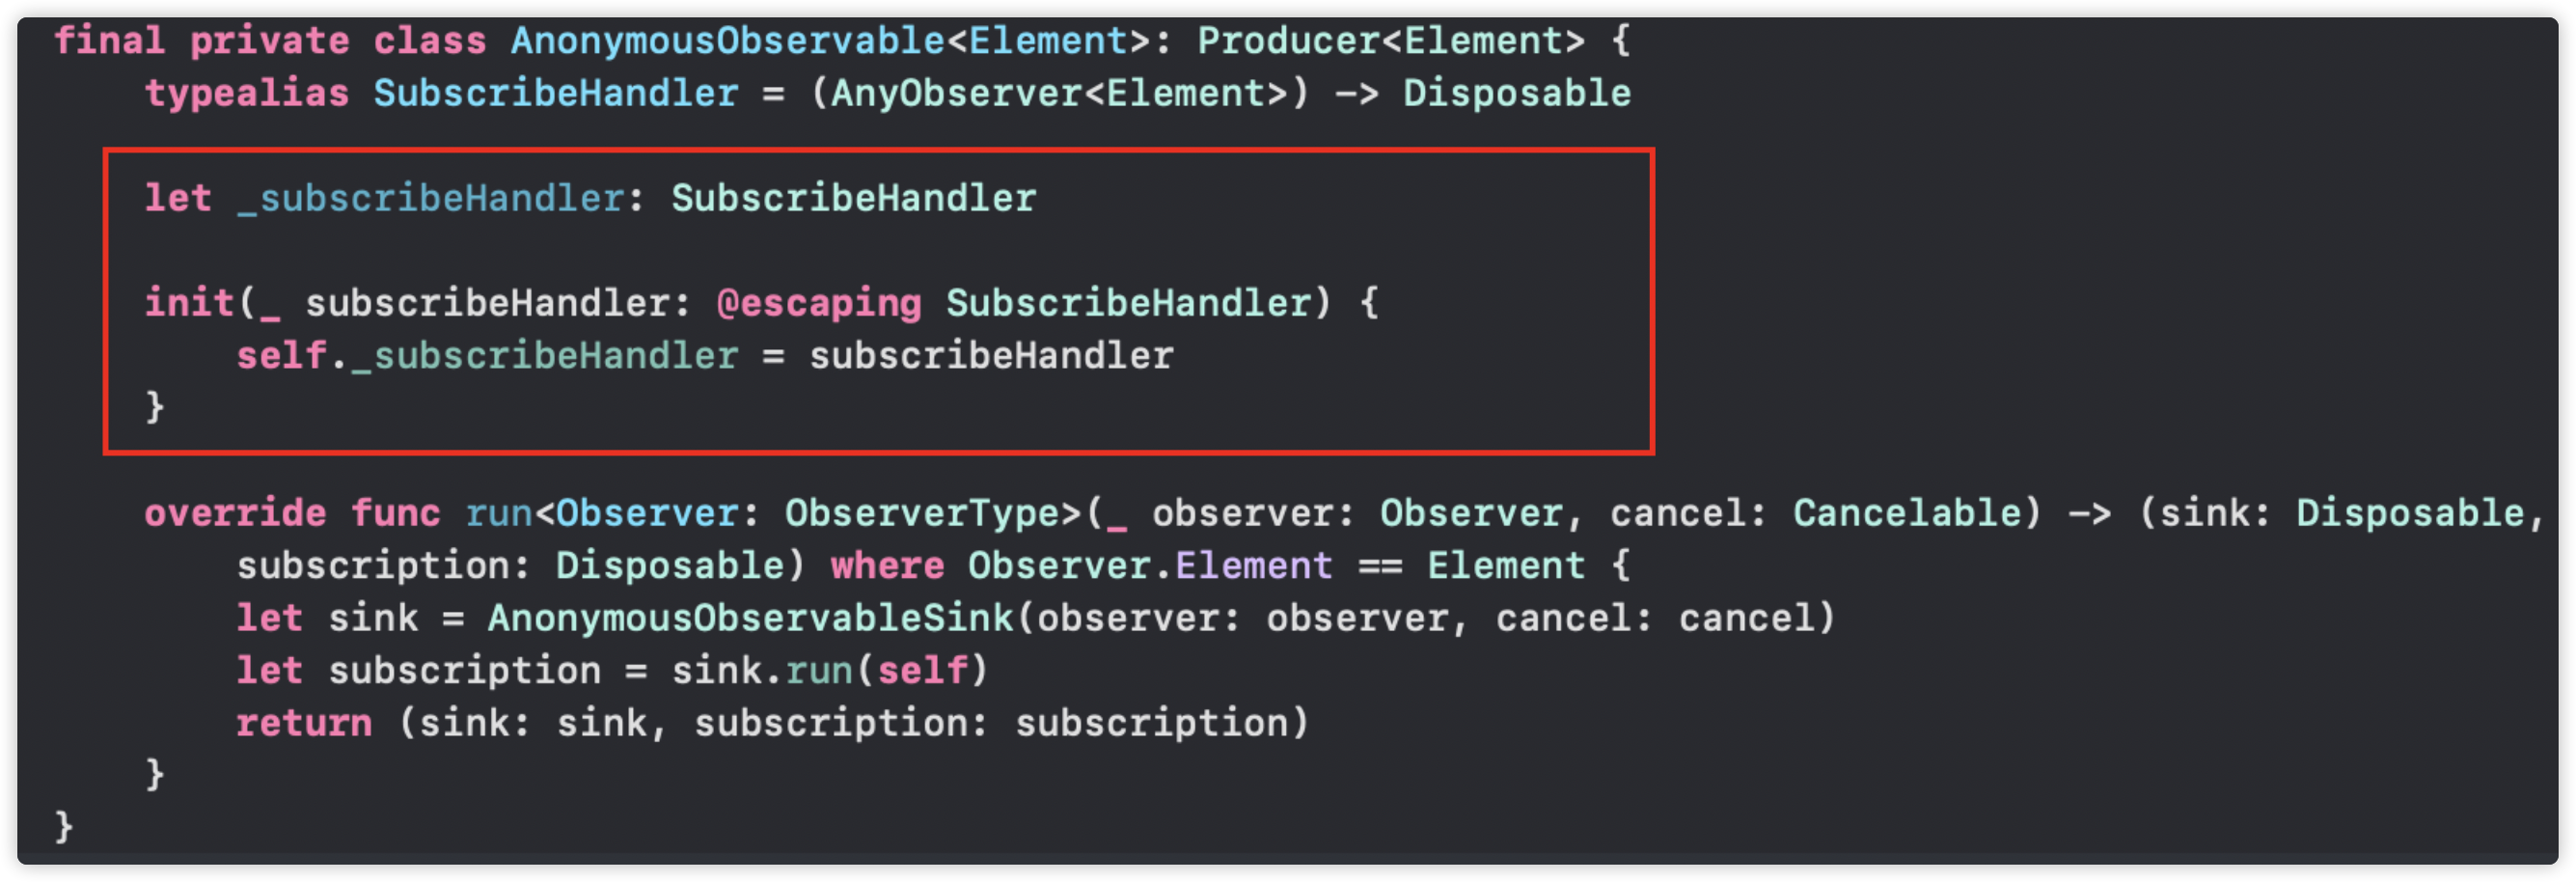 final private class AnonymousObservable<Element>: Producer<Element> {
    typealias SubscribeHandler = (AnyObserver<Element>) -> Disposable
    let _subscribeHandler: SubscribeHandler
    init(_ subscribeHandler: @escaping SubscribeHandler) {
        self._subscribeHandler = subscribeHandler
    }
    override func run<Observer: ObserverType>(_ observer: Observer, cancel: Cancelable) -> (sink: Disposable,
        subscription: Disposable) where Observer.Element == Element {
        let sink = AnonymousObservableSink(observer: observer, cancel: cancel)
        let subscription = sink.run(self)
        return (sink: sink, subscription: subscription)
    }
}